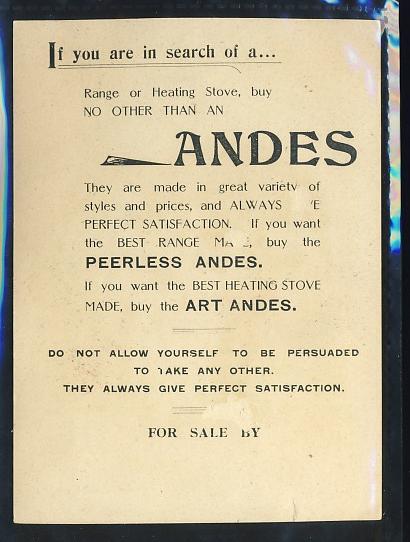 If you are in search of a...
Range or Heating Stove, buy
NO OTHER THAN AN
ANDES
They are made in great variety of
styles and prices, and ALWAYS
PERFECT SATISFACTION. If you want
the BEST RANGE MA E, buy the
PEERLESS ANDES.
If you want the BEST HEATING STOVE
MADE, buy the ART ANDES.
DO NOT ALLOW YOURSELF TO BE PERSUADED
TO TAKE ANY OTHER.
THEY ALWAYS GIVE PERFECT SATISFACTION.
FOR SALE BY